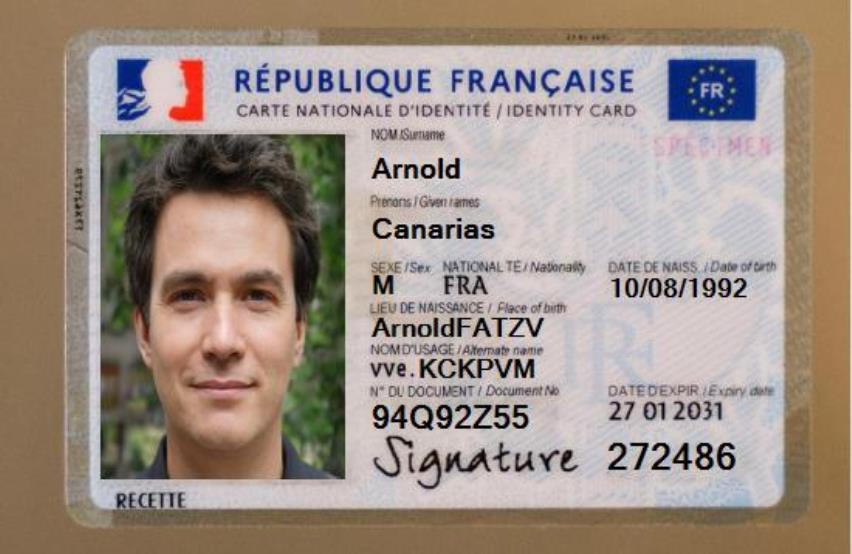 RÉPUBLIQUE FRANÇAISE
FR
CARTE NATIONALE D'IDENTITÉ / IDENTITY CARD
NOM /Surname
SPECIMEN
Arnold
Prénoms / Given names
Canarias
SEXE / Sex NATIONALITÉ / Nationality DATE DE NAISS. / Date of birth
M FRA 10/08/1992
LIEU DE NAISSANCE / Place of birth
ArnoldFATZV
NOM D'USAGE / Alternate name
vve. KCKPVM
N° DU DOCUMENT / Document No DATE D'EXPIR / Expiry date
94Q92Z55 27 01 2031
Signature 272486
RF
RECETTE